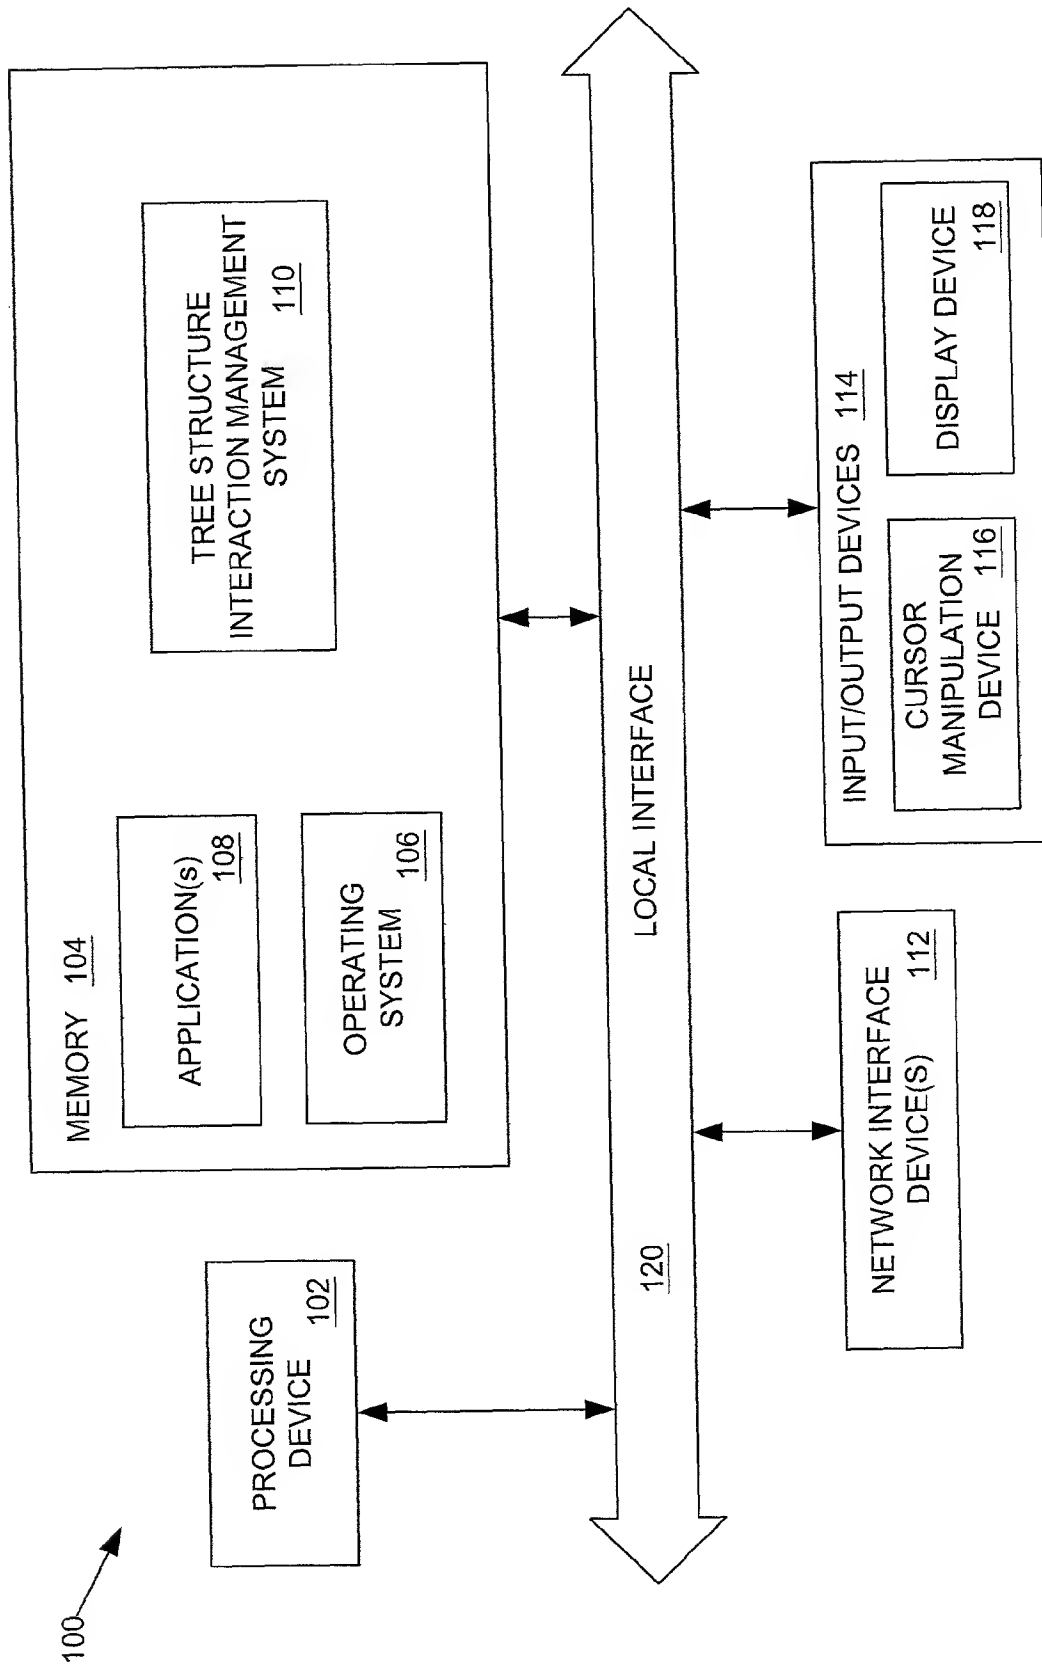 100
PROCESSING
DEVICE
102
MEMORY 104
APPLICATION(s)
108
OPERATING
SYSTEM
106
TREE STRUCTURE
INTERACTION MANAGEMENT
SYSTEM
110
LOCAL INTERFACE
120
NETWORK INTERFACE
DEVICE(S)
112
INPUT/OUTPUT DEVICES 114
CURSOR
MANIPULATION
DEVICE
116
DISPLAY DEVICE
118